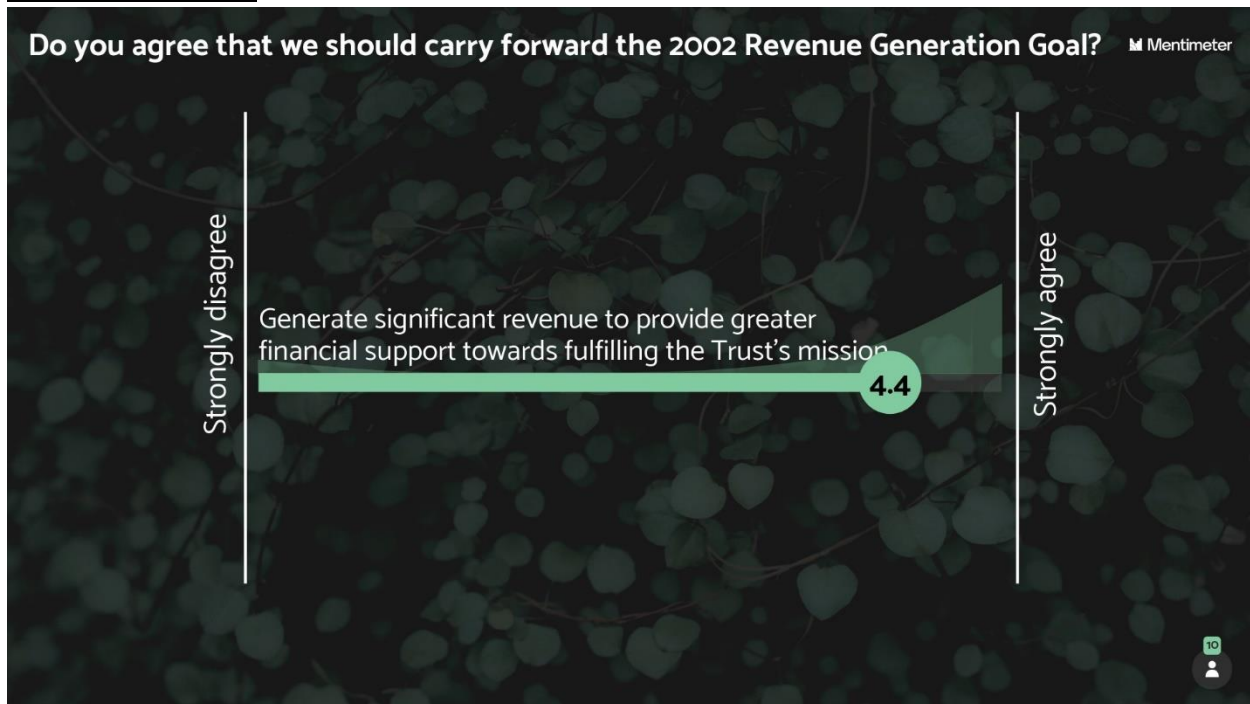 Do you agree that we should carry forward the 2002 Revenue Generation Goal?
Mentimeter
Strongly disagree
Generate significant revenue to provide greater
financial support towards fulfilling the Trust's mission
4.4
Strongly agree
10